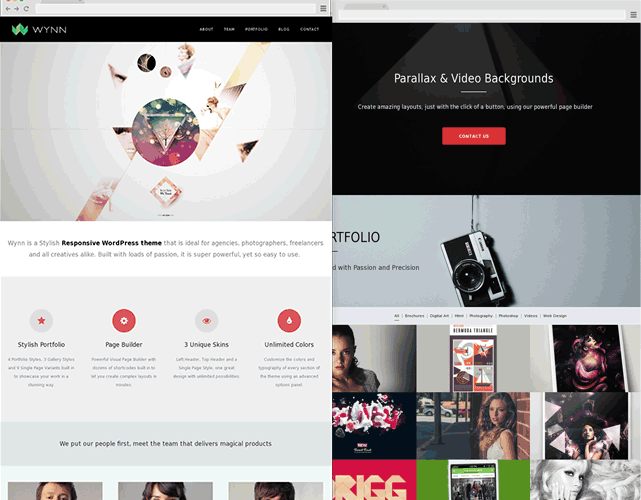 WYNN
ABOUT TEAM PORTFOLIO BLOG CONTACT
Wynn is a Stylish Responsive WordPress theme that is ideal for agencies, photographers, freelancers
and all creatives alike. Built with loads of passion, it is super powerful, yet so easy to use.
Stylish Portfolio
4 Portfolio Styles, 3 Gallery Styles
and 9 Single Page Variants built in
to showcase your work in a
stunning way.
Page Builder
Powerful Visual Page Builder with
dozens of shortcodes built in to
let you create complex layouts in
minutes.
3 Unique Skins
Left Header, Top Header and a
Single Page Style, one great
design with unlimited possibilities.
Unlimited Colors
Customize the colors and
typography of every section of
the theme using an advanced
options panel.
We put our people first, meet the team that delivers magical products
Parallax & Video Backgrounds
Create amazing layouts, just with the click of a button, using our powerful page builder
CONTACT US
RTFOLIO
d with Passion and Precision
All | Brochures | Digital Art | Html | Photography | Photoshop | Videos | Web Design
BERMUDA TRIANGLE
RIGG